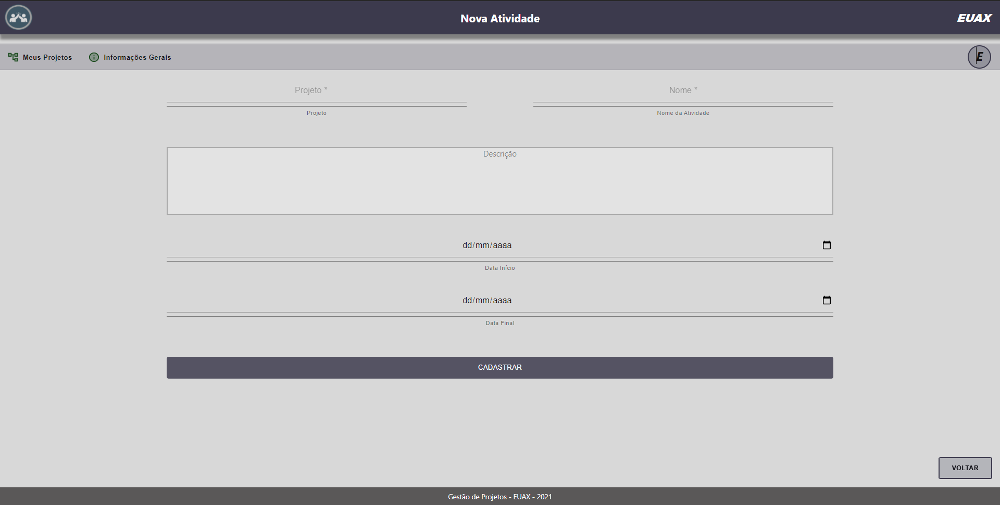 Nova Atividade
EUAX
Meus Projetos
Informações Gerais
E
Projeto *
Nome *
Projeto
Nome da Atividade
Descrição
dd/mm/aaaa
Data Início
dd/mm/aaaa
Data Final
CADASTRAR
VOLTAR
Gestão de Projetos - EUAX - 2021